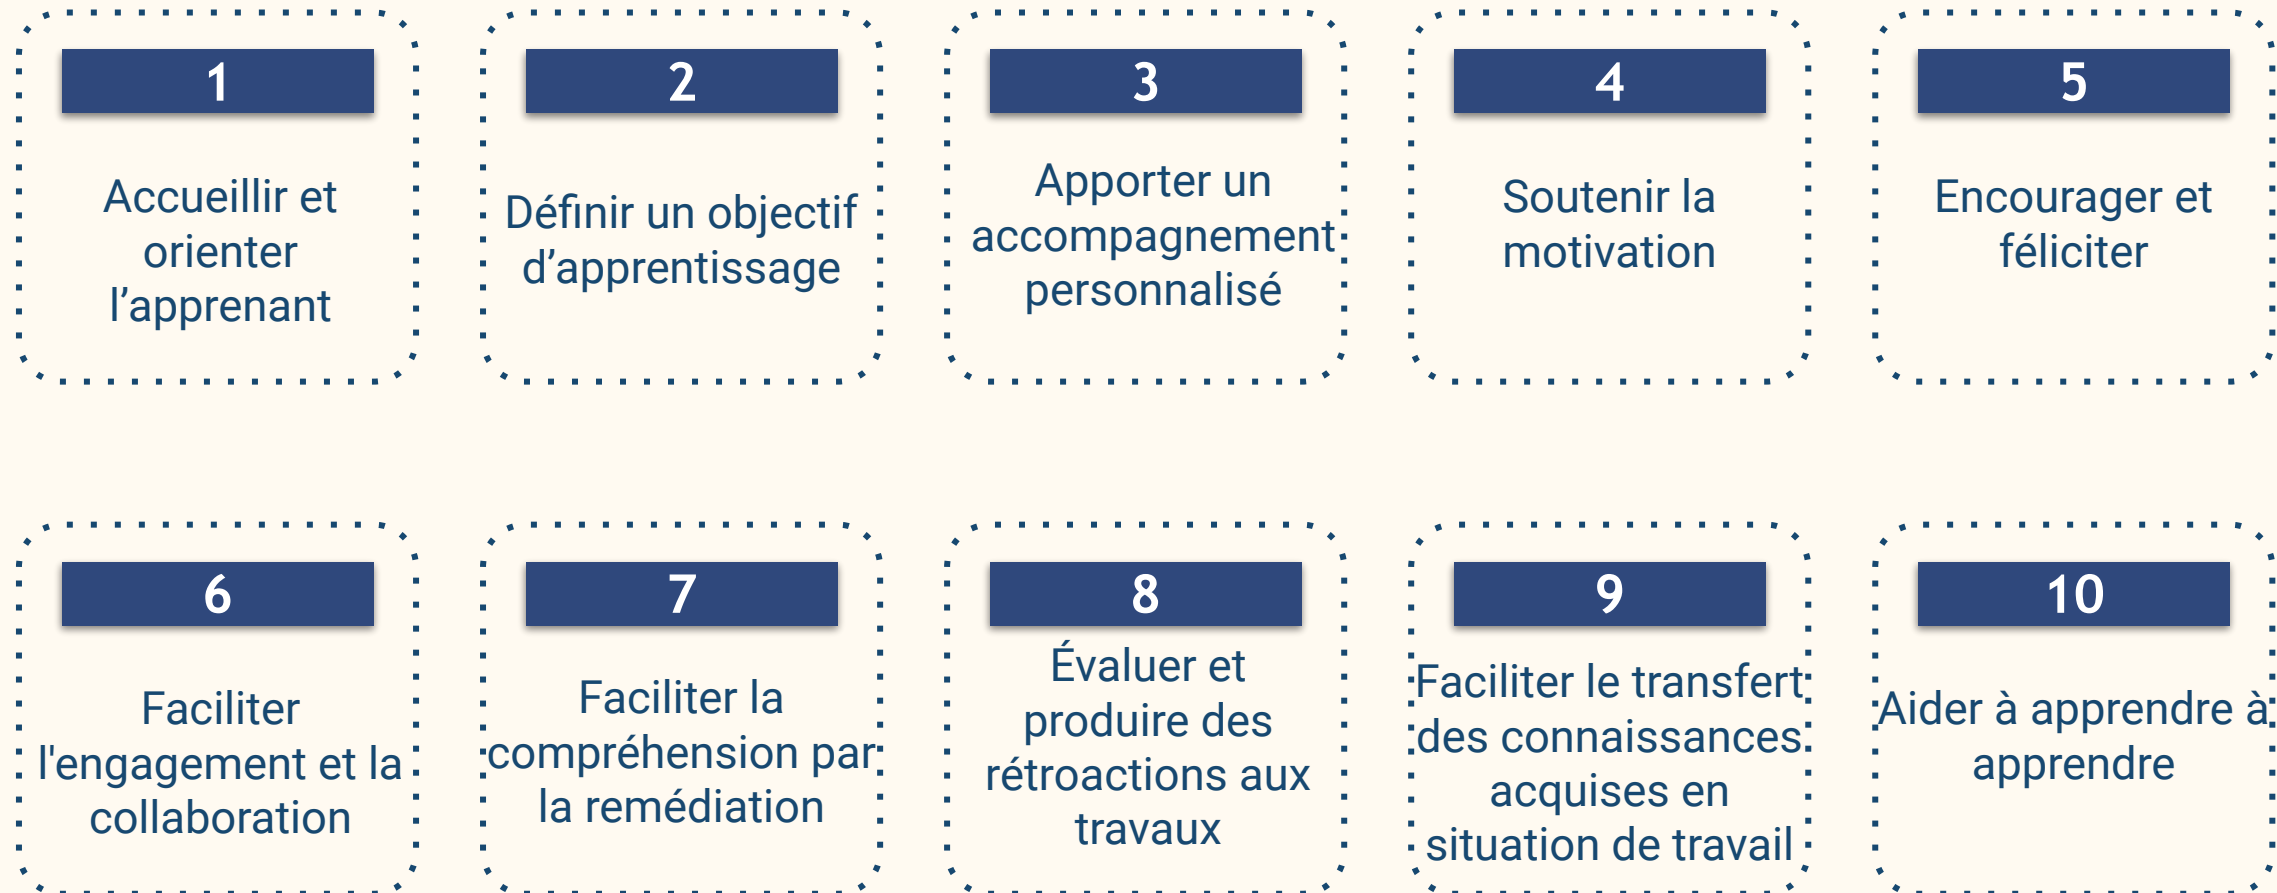 1
Accueillir et
orienter
l’apprenant
2
Définir un objectif
d’apprentissage
3
Apporter un
accompagnement
personnalisé
4
Soutenir la
motivation
5
Encourager et
féliciter
6
Faciliter
l'engagement et la
collaboration
7
Faciliter la
compréhension par
la remédiation
8
Évaluer et
produire des
rétroactions aux
travaux
9
Faciliter le transfert
des connaissances
acquises en
situation de travail
10
Aider à apprendre à
apprendre